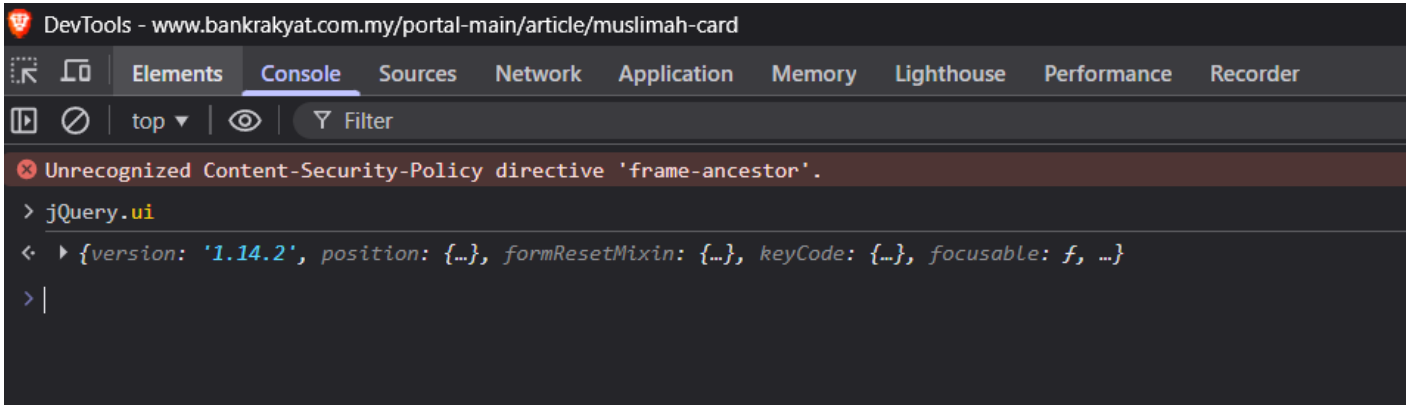 DevTools - www.bankrakyat.com.my/portal-main/article/muslimah-card
Elements Console Sources Network Application Memory Lighthouse Performance Recorder
top ▼ Filter
Unrecognized Content-Security-Policy directive 'frame-ancestor'.
> jQuery.ui
{version: '1.14.2', position: {…}, formResetMixin: {…}, keyCode: {…}, focusable: ƒ, …}
>